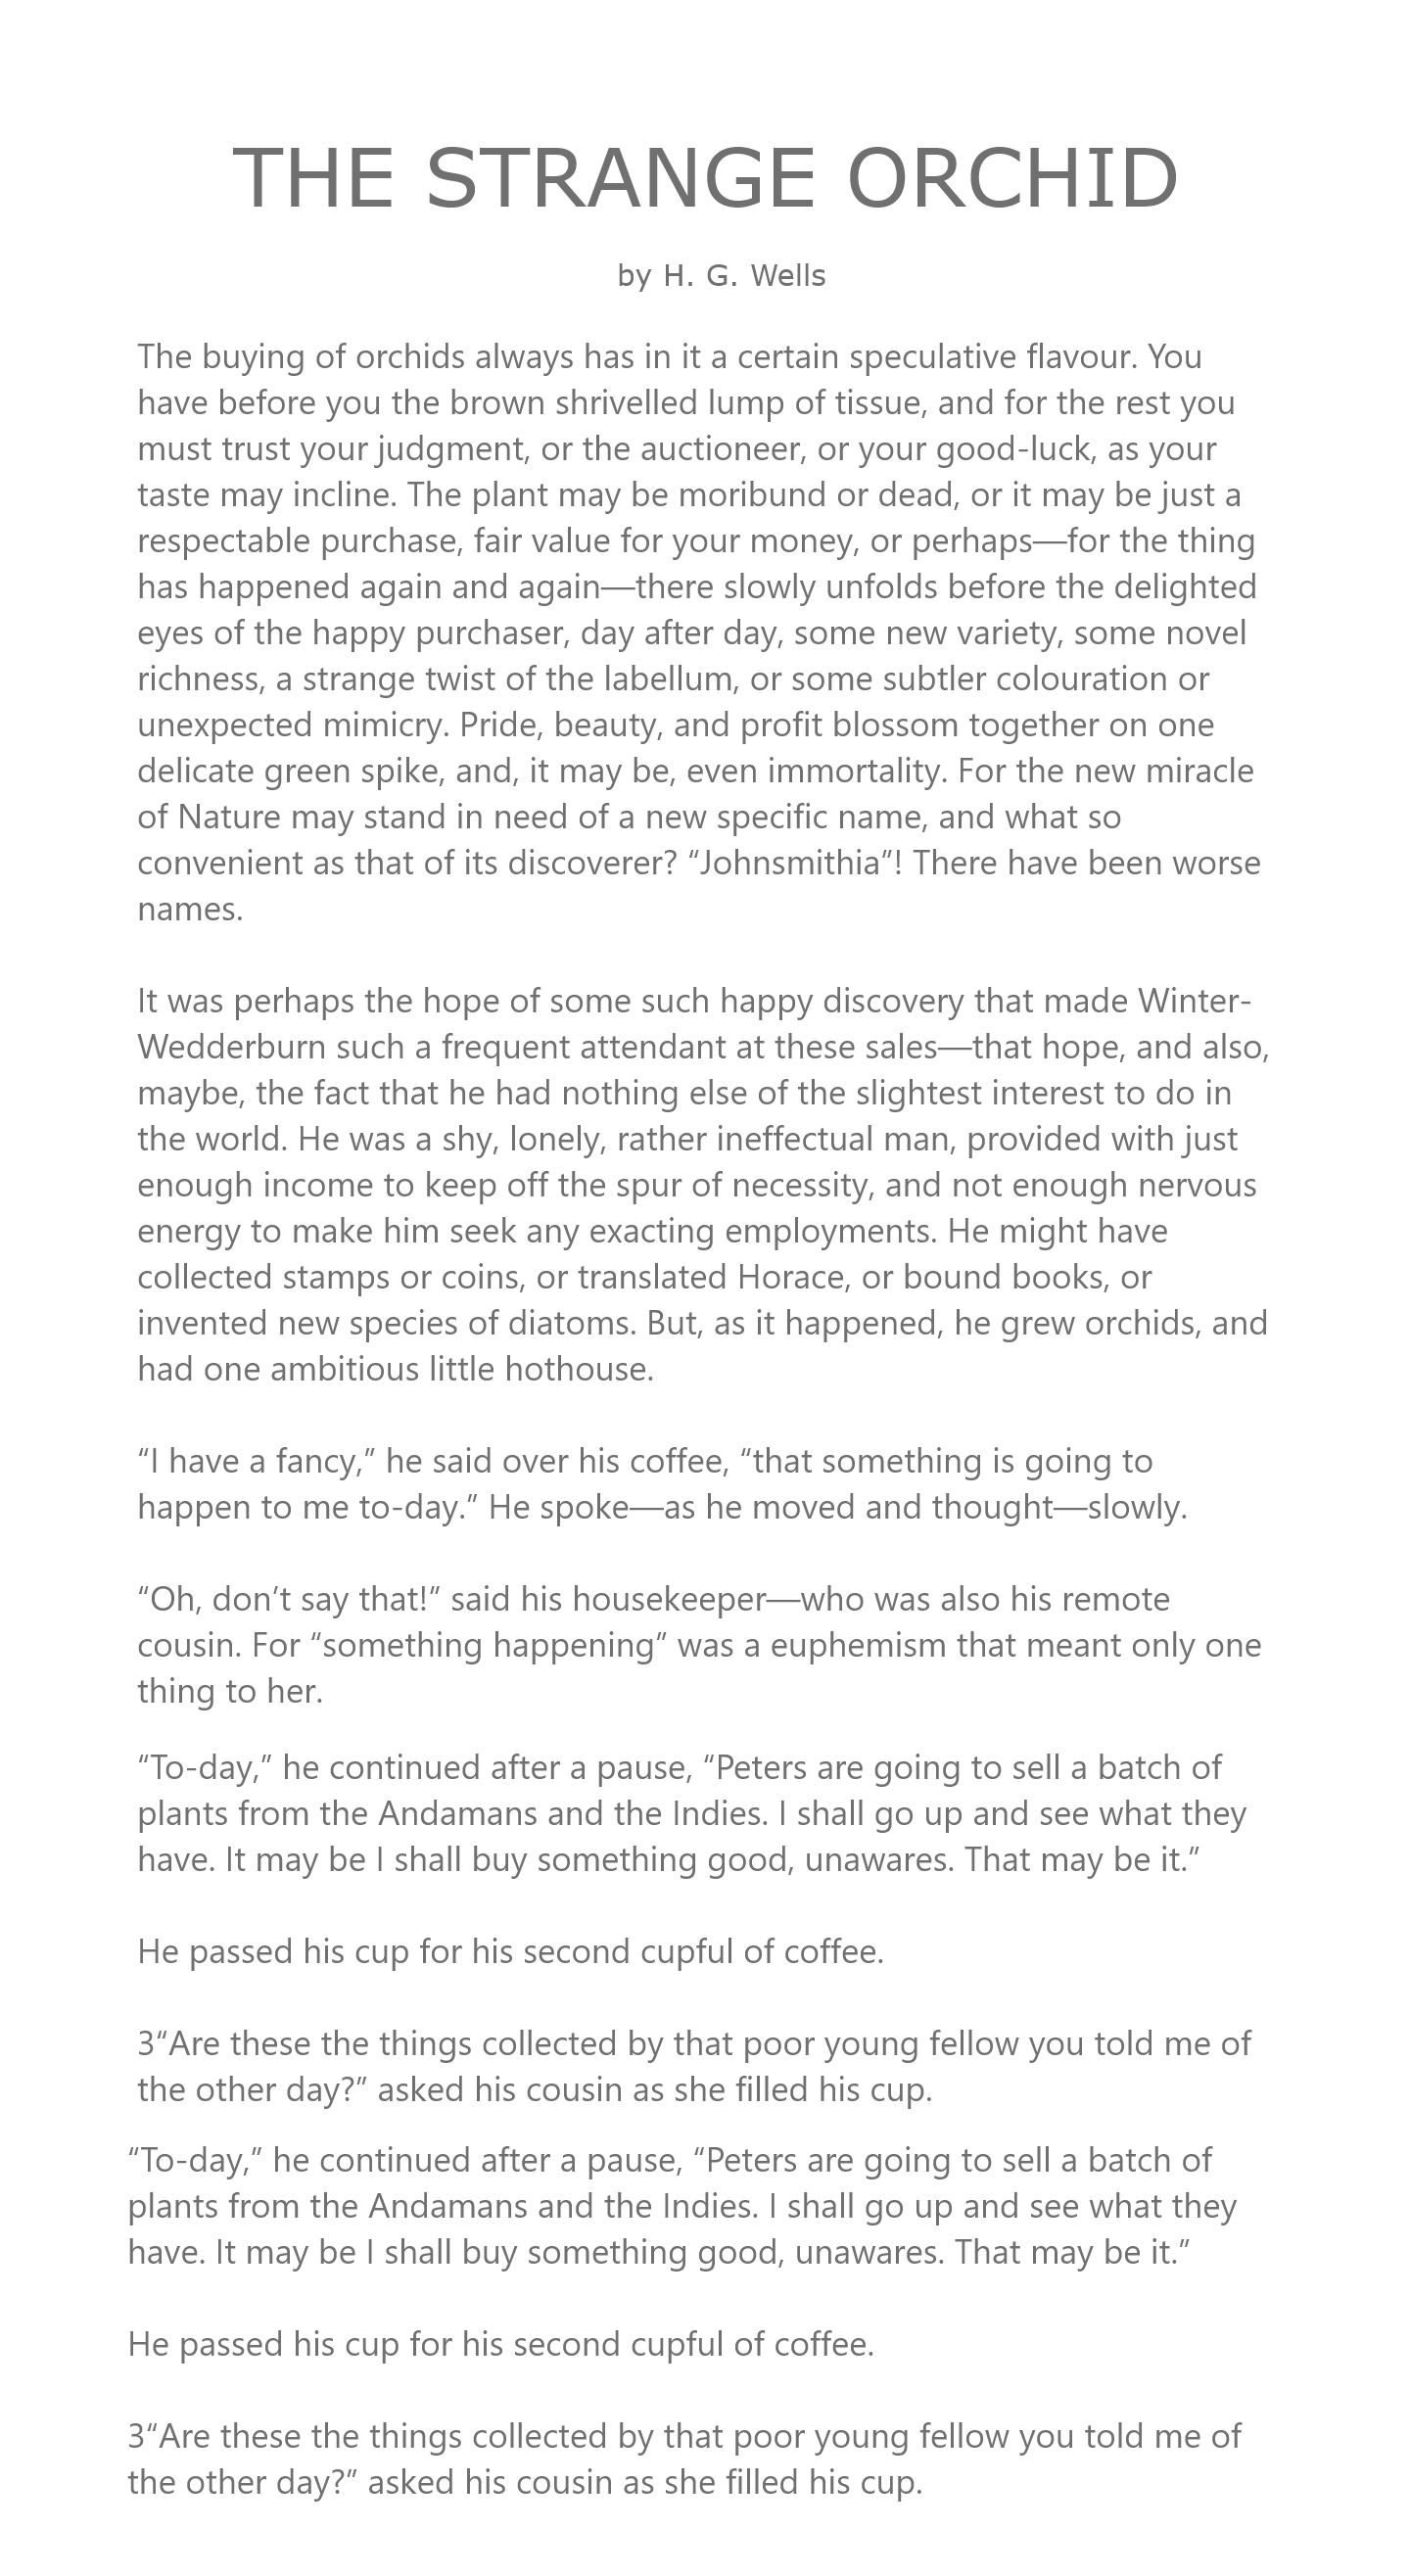 THE STRANGE ORCHID
by H. G. Wells
The buying of orchids always has in it a certain speculative flavour. You
have before you the brown shrivelled lump of tissue, and for the rest you
must trust your judgment, or the auctioneer, or your good-luck, as your
taste may incline. The plant may be moribund or dead, or it may be just a
respectable purchase, fair value for your money, or perhaps—for the thing
has happened again and again—there slowly unfolds before the delighted
eyes of the happy purchaser, day after day, some new variety, some novel
richness, a strange twist of the labellum, or some subtler colouration or
unexpected mimicry. Pride, beauty, and profit blossom together on one
delicate green spike, and, it may be, even immortality. For the new miracle
of Nature may stand in need of a new specific name, and what so
convenient as that of its discoverer? “Johnsmithia”! There have been worse
names.
It was perhaps the hope of some such happy discovery that made Winter-
Wedderburn such a frequent attendant at these sales—that hope, and also,
maybe, the fact that he had nothing else of the slightest interest to do in
the world. He was a shy, lonely, rather ineffectual man, provided with just
enough income to keep off the spur of necessity, and not enough nervous
energy to make him seek any exacting employments. He might have
collected stamps or coins, or translated Horace, or bound books, or
invented new species of diatoms. But, as it happened, he grew orchids, and
had one ambitious little hothouse.
“I have a fancy,” he said over his coffee, “that something is going to
happen to me to-day.” He spoke—as he moved and thought—slowly.
“Oh, don’t say that!” said his housekeeper—who was also his remote
cousin. For “something happening” was a euphemism that meant only one
thing to her.
“To-day,” he continued after a pause, “Peters are going to sell a batch of
plants from the Andamans and the Indies. I shall go up and see what they
have. It may be I shall buy something good, unawares. That may be it.”
He passed his cup for his second cupful of coffee.
3“Are these the things collected by that poor young fellow you told me of
the other day?” asked his cousin as she filled his cup.
“To-day,” he continued after a pause, “Peters are going to sell a batch of
plants from the Andamans and the Indies. I shall go up and see what they
have. It may be I shall buy something good, unawares. That may be it.”
He passed his cup for his second cupful of coffee.
3“Are these the things collected by that poor young fellow you told me of
the other day?” asked his cousin as she filled his cup.